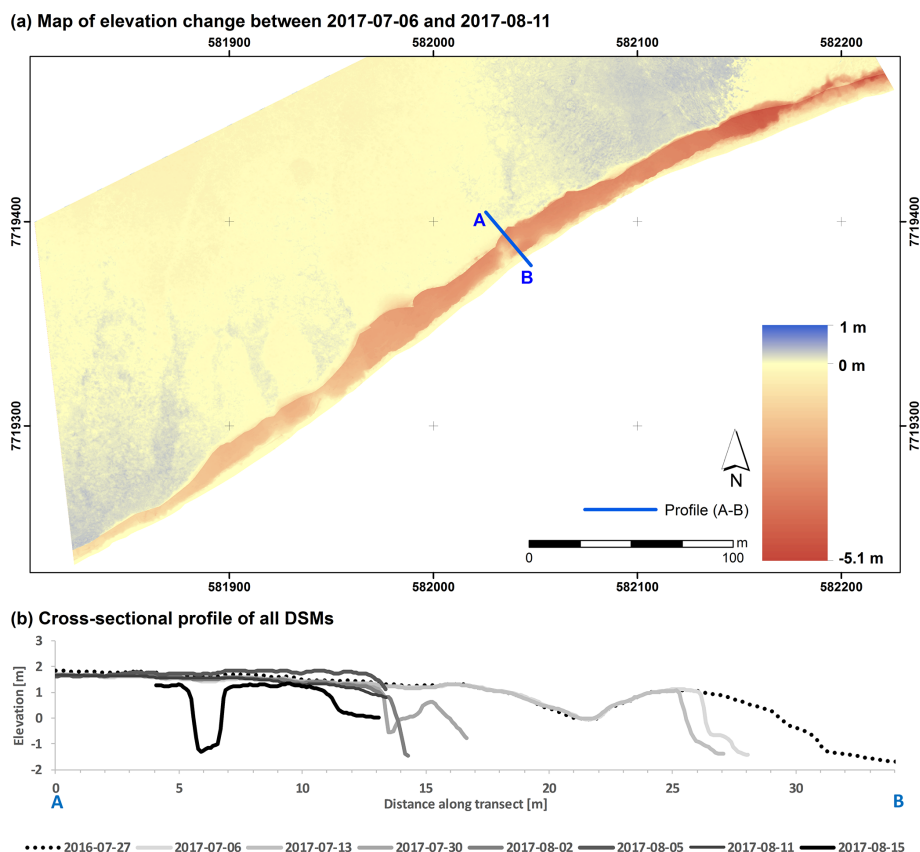 (a) Map of elevation change between 2017-07-06 and 2017-08-11
581900 582000 582100 582200
7719400 7719400
A
B
1 m
0 m
7719300 7719300
N
Profile (A-B)
-5.1 m
m
0 100
581900 582000 582100 582200
(b) Cross-sectional profile of all DSMs
Elevation [m]
3
2
1
0
-1
-2
0 5 10 15 20 25 30
A Distance along transect [m] B
2016-07-27 2017-07-06 2017-07-13 2017-07-30 2017-08-02 2017-08-05 2017-08-11 2017-08-15